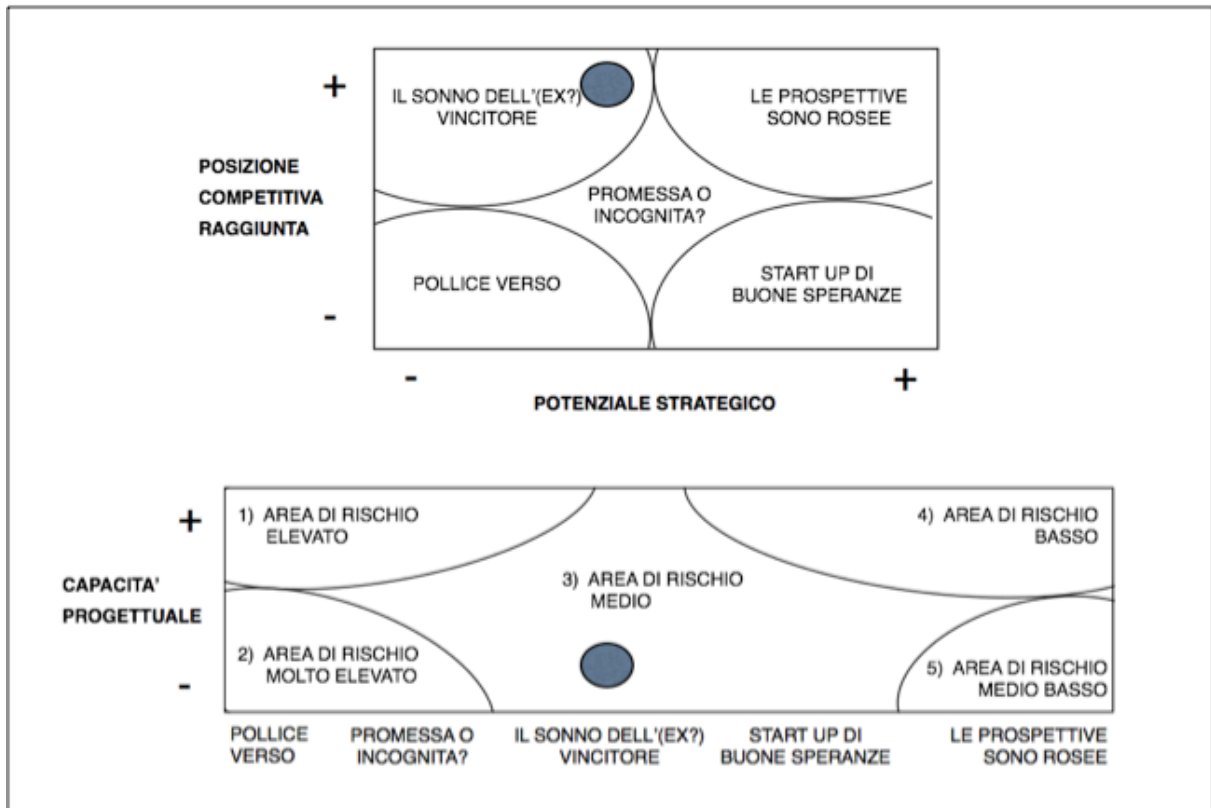 +
IL SONNO DELL'(EX?)
VINCITORE
LE PROSPETTIVE
SONO ROSEE
POSIZIONE
COMPETITIVA
RAGGIUNTA
PROMESSA O
INCOGNITA?
POLLICE VERSO
START UP DI
BUONE SPERANZE
-
-
+
POTENZIALE STRATEGICO
+
1) AREA DI RISCHIO
ELEVATO
4) AREA DI RISCHIO
BASSO
CAPACITA'
PROGETTUALE
3) AREA DI RISCHIO
MEDIO
2) AREA DI RISCHIO
MOLTO ELEVATO
5) AREA DI RISCHIO
MEDIO BASSO
-
POLLICE
VERSO
PROMESSA O
INCOGNITA?
IL SONNO DELL'(EX?)
VINCITORE
START UP DI
BUONE SPERANZE
LE PROSPETTIVE
SONO ROSEE